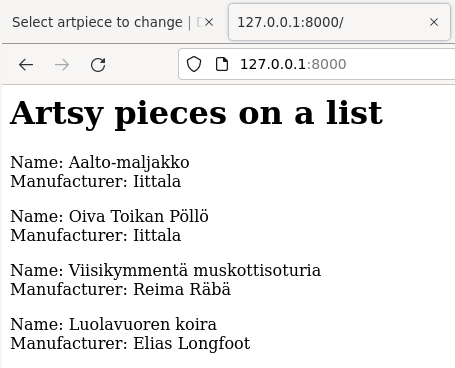 Select artpiece to change |
127.0.0.1:8000/
127.0.0.1:8000
Artsy pieces on a list
Name: Aalto-maljakko
Manufacturer: Iittala
Name: Oiva Toikan Pöllö
Manufacturer: Iittala
Name: Viisikymmentä muskottisoturia
Manufacturer: Reima Räbä
Name: Luolavuoren koira
Manufacturer: Elias Longfoot